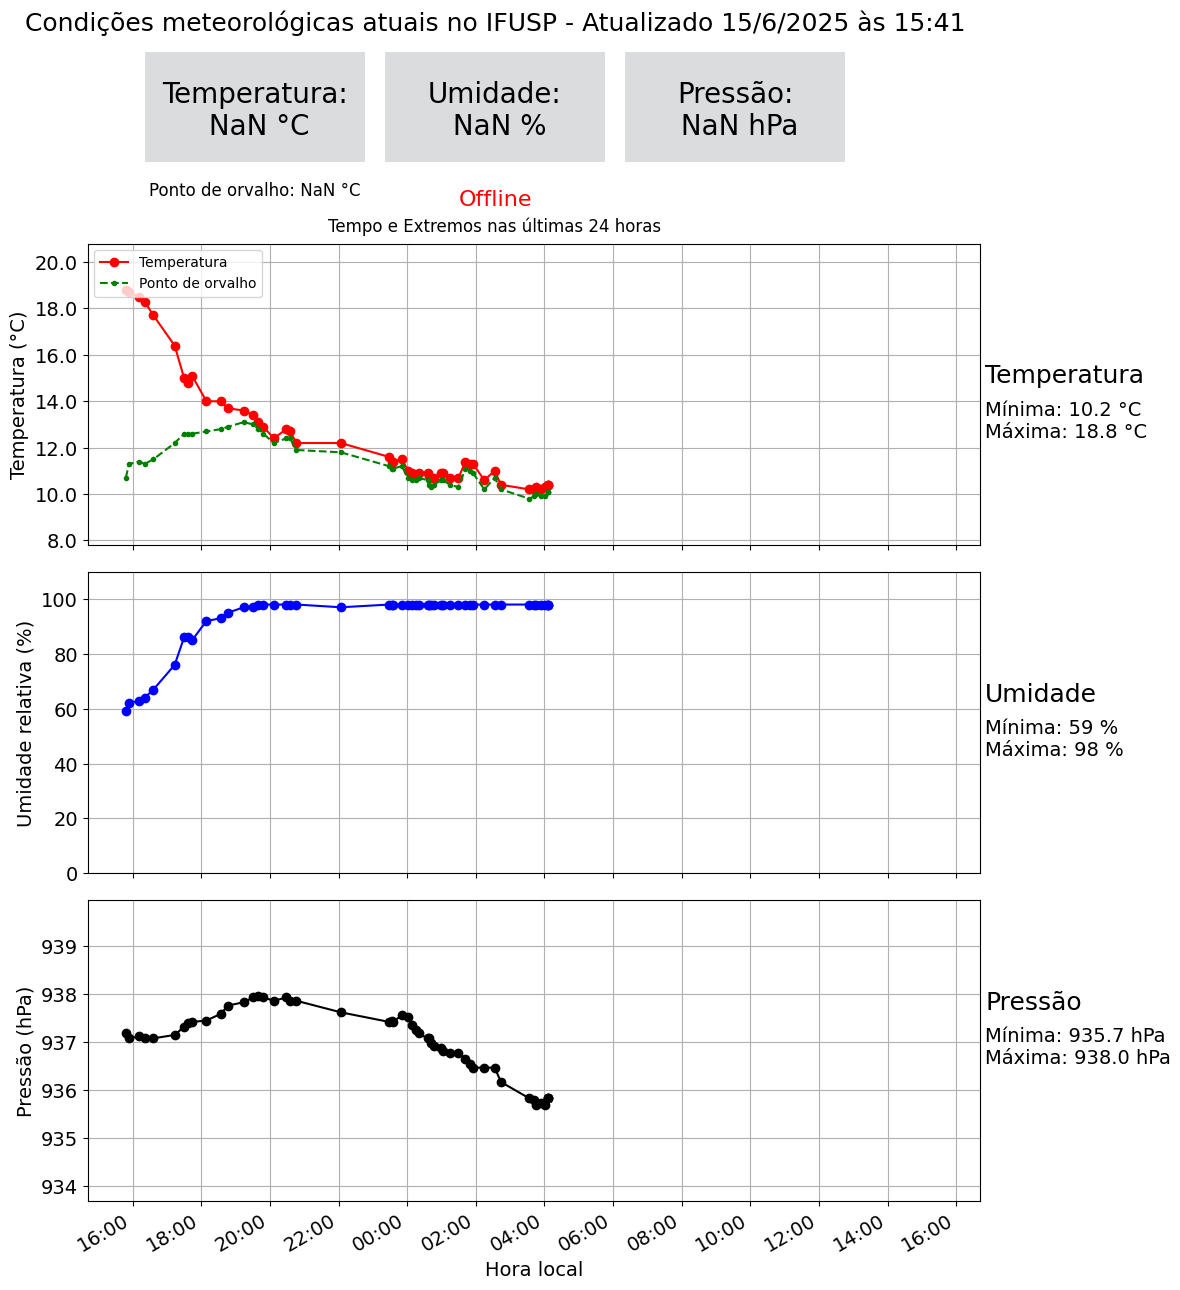 Condições meteorológicas atuais no IFUSP - Atualizado 15/6/2025 às 15:41
Temperatura:
NaN °C
Umidade:
NaN %
Pressão:
NaN hPa
Ponto de orvalho: NaN °C
Offline
Tempo e Extremos nas últimas 24 horas
Temperatura (°C)
20.0
18.0
16.0
14.0
12.0
10.0
8.0
Temperatura
Ponto de orvalho
Temperatura
Mínima: 10.2 °C
Máxima: 18.8 °C
Umidade relativa (%)
100
80
60
40
20
0
Umidade
Mínima: 59 %
Máxima: 98 %
Pressão (hPa)
939
938
937
936
935
934
Pressão
Mínima: 935.7 hPa
Máxima: 938.0 hPa
16:00
18:00
20:00
22:00
00:00
02:00
04:00
06:00
08:00
10:00
12:00
14:00
16:00
Hora local